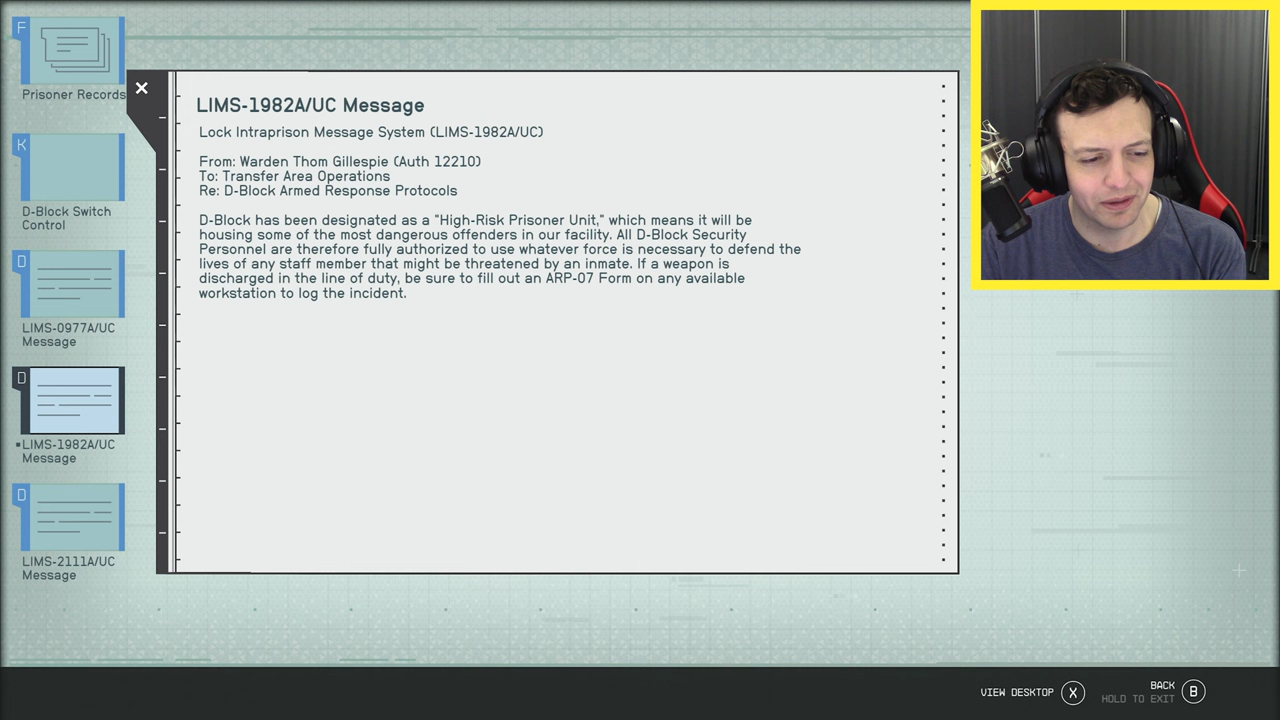 F
Prisoner Records
K
D-Block Switch
Control
D
LIMS-0977A/UC
Message
D
LIMS-1982A/UC
Message
D
LIMS-2111A/UC
Message
LIMS-1982A/UC Message
Lock Intraprison Message System (LIMS-1982A/UC)
From: Warden Thom Gillespie (Auth 12210)
To: Transfer Area Operations
Re: D-Block Armed Response Protocols
D-Block has been designated as a "High-Risk Prisoner Unit," which means it will be
housing some of the most dangerous offenders in our facility. All D-Block Security
Personnel are therefore fully authorized to use whatever force is necessary to defend the
lives of any staff member that might be threatened by an inmate. If a weapon is
discharged in the line of duty, be sure to fill out an ARP-07 Form on any available
workstation to log the incident.
VIEW DESKTOP X
BACK
HOLD TO EXIT B